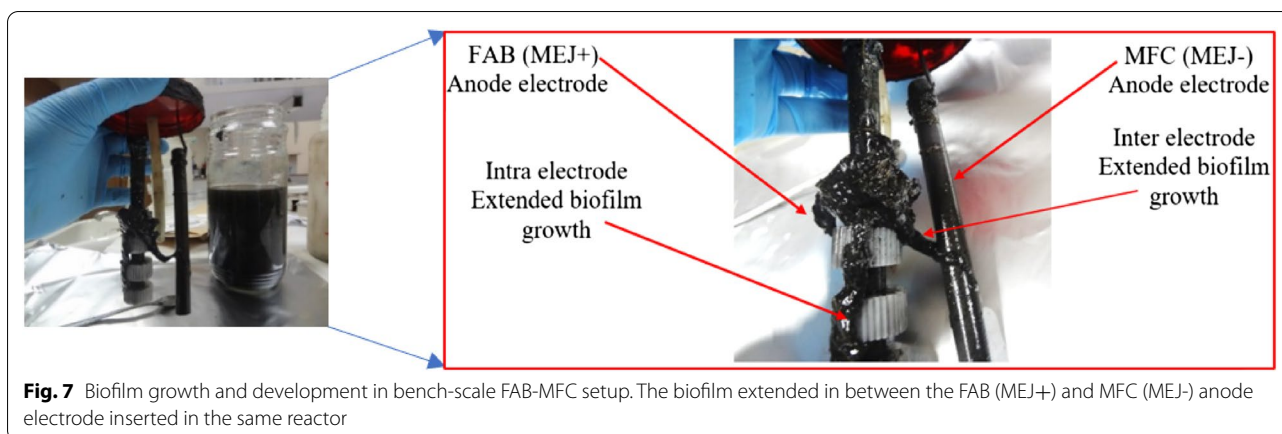 FAB (MEJ+)
Anode electrode
MFC (MEJ-)
Anode electrode
Intra electrode
Extended biofilm
growth
Inter electrode
Extended biofilm
growth
Fig. 7 Biofilm growth and development in bench-scale FAB-MFC setup. The biofilm extended in between the FAB (MEJ+) and MFC (MEJ-) anode
electrode inserted in the same reactor